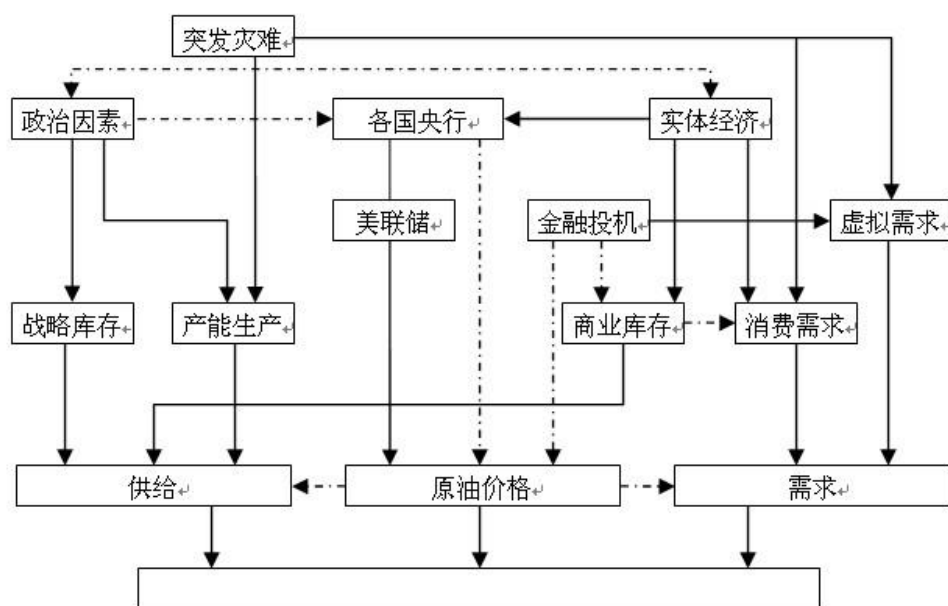 突发灾难
政治因素
各国央行
实体经济
美联储
金融投机
虚拟需求
战略库存
产能生产
商业库存
消费需求
供给
原油价格
需求